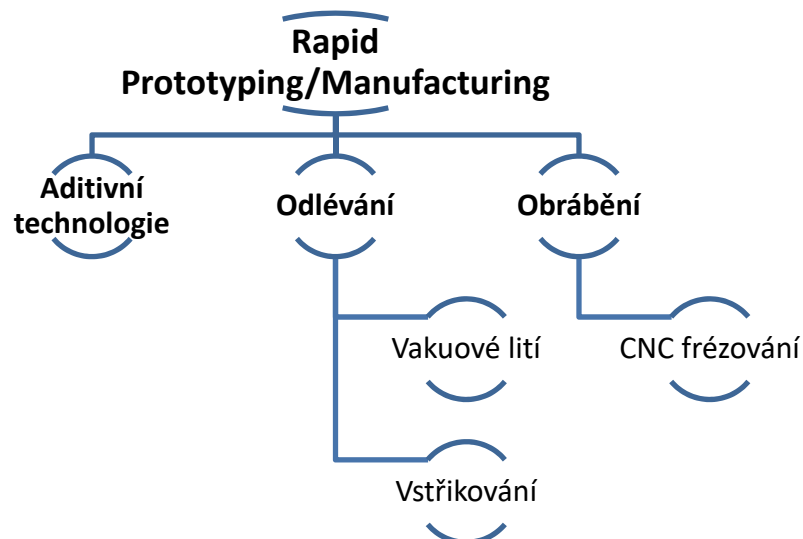 Rapid
Prototyping/Manufacturing
Aditivní
technologie
Odlévání
Obrábění
Vakuové lití
CNC frézování
Vstřikování